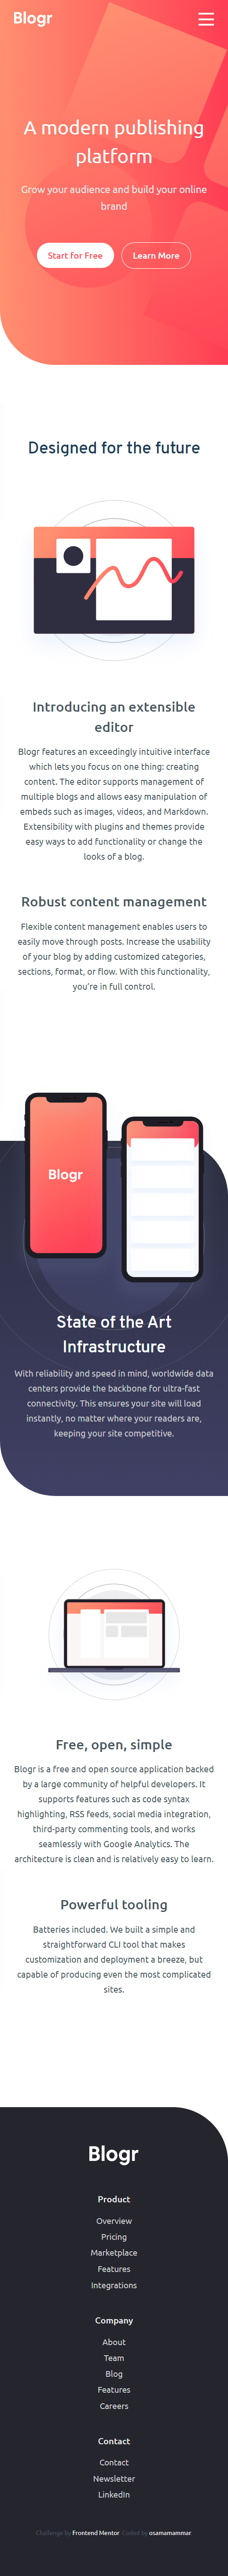 Blogr
A modern publishing
platform
Grow your audience and build your online
brand
Start for Free
Learn More
Designed for the future
Introducing an extensible
editor
Blogr features an exceedingly intuitive interface
which lets you focus on one thing: creating
content. The editor supports management of
multiple blogs and allows easy manipulation of
embeds such as images, videos, and Markdown.
Extensibility with plugins and themes provide
easy ways to add functionality or change the
looks of a blog.
Robust content management
Flexible content management enables users to
easily move through posts. Increase the usability
of your blog by adding customized categories,
sections, format, or flow. With this functionality,
you're in full control.
Blogr
State of the Art
Infrastructure
With reliability and speed in mind, worldwide data
centers provide the backbone for ultra-fast
connectivity. This ensures your site will load
instantly, no matter where your readers are,
keeping your site competitive.
Free, open, simple
Blogr is a free and open source application backed
by a large community of helpful developers. It
supports features such as code syntax
highlighting, RSS feeds, social media integration,
third-party commenting tools, and works
seamlessly with Google Analytics. The
architecture is clean and is relatively easy to learn.
Powerful tooling
Batteries included. We built a simple and
straightforward CLI tool that makes
customization and deployment a breeze, but
capable of producing even the most complicated
sites.
Blogr
Product
Overview
Pricing
Marketplace
Features
Integrations
Company
About
Team
Blog
Features
Careers
Contact
Contact
Newsletter
LinkedIn
Challenge by Frontend Mentor. Coded by osamamammar.